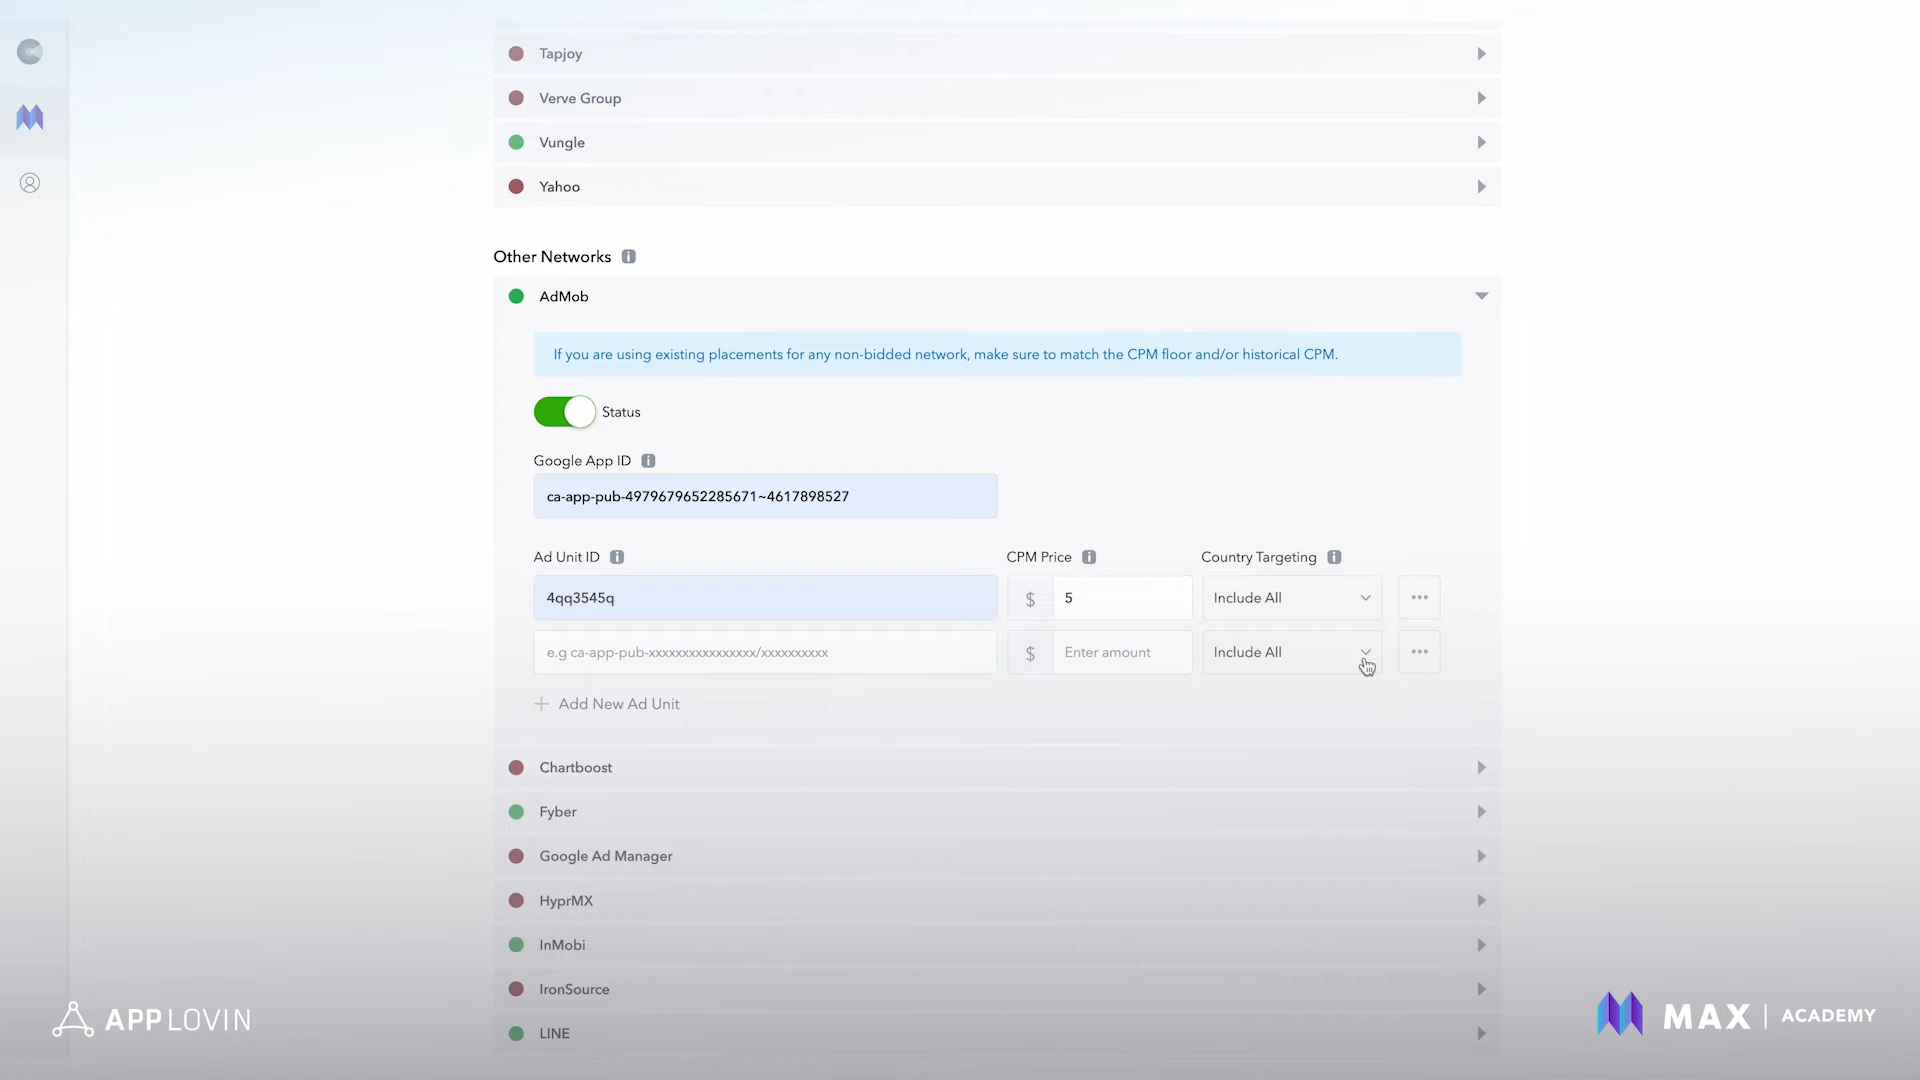 Tapjoy
Verve Group
Vungle
Yahoo
Other Networks
AdMob
If you are using existing placements for any non-bidded network, make sure to match the CPM floor and/or historical CPM.
Status
Google App ID
ca-app-pub-4979679652285671~4617898527
Ad Unit ID CPM Price Country Targeting
4qq3545q $ 5 Include All •••
e.g ca-app-pub-xxxxxxxxxxxxxxxx/xxxxxxxxxx $ Enter amount Include All •••
+ Add New Ad Unit
Chartboost
Fyber
Google Ad Manager
HyprMX
InMobi
IronSource
LINE
APPLOVIN
MAX | ACADEMY